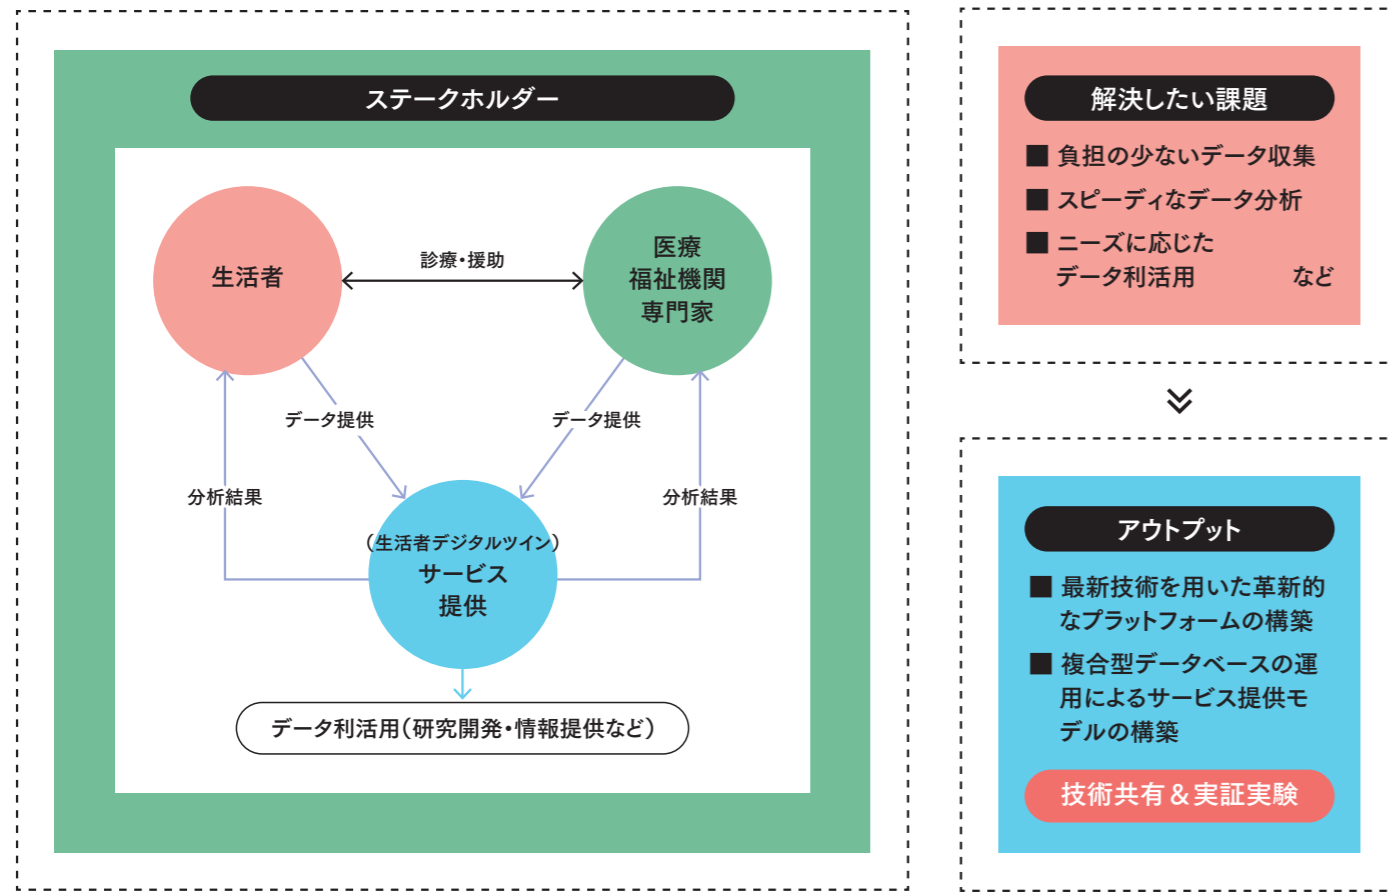 ステークホルダー
生活者
診療・援助
医療
福祉機関
専門家
データ提供
データ提供
分析結果
分析結果
（生活者デジタルツイン）
サービス
提供
データ利活用（研究開発・情報提供など）
解決したい課題
■ 負担の少ないデータ収集
■ スピーディなデータ分析
■ ニーズに応じた
データ利活用 など
アウトプット
■ 最新技術を用いた革新的
なプラットフォームの構築
■ 複合型データベースの運
用によるサービス提供モ
デルの構築
技術共有＆実証実験